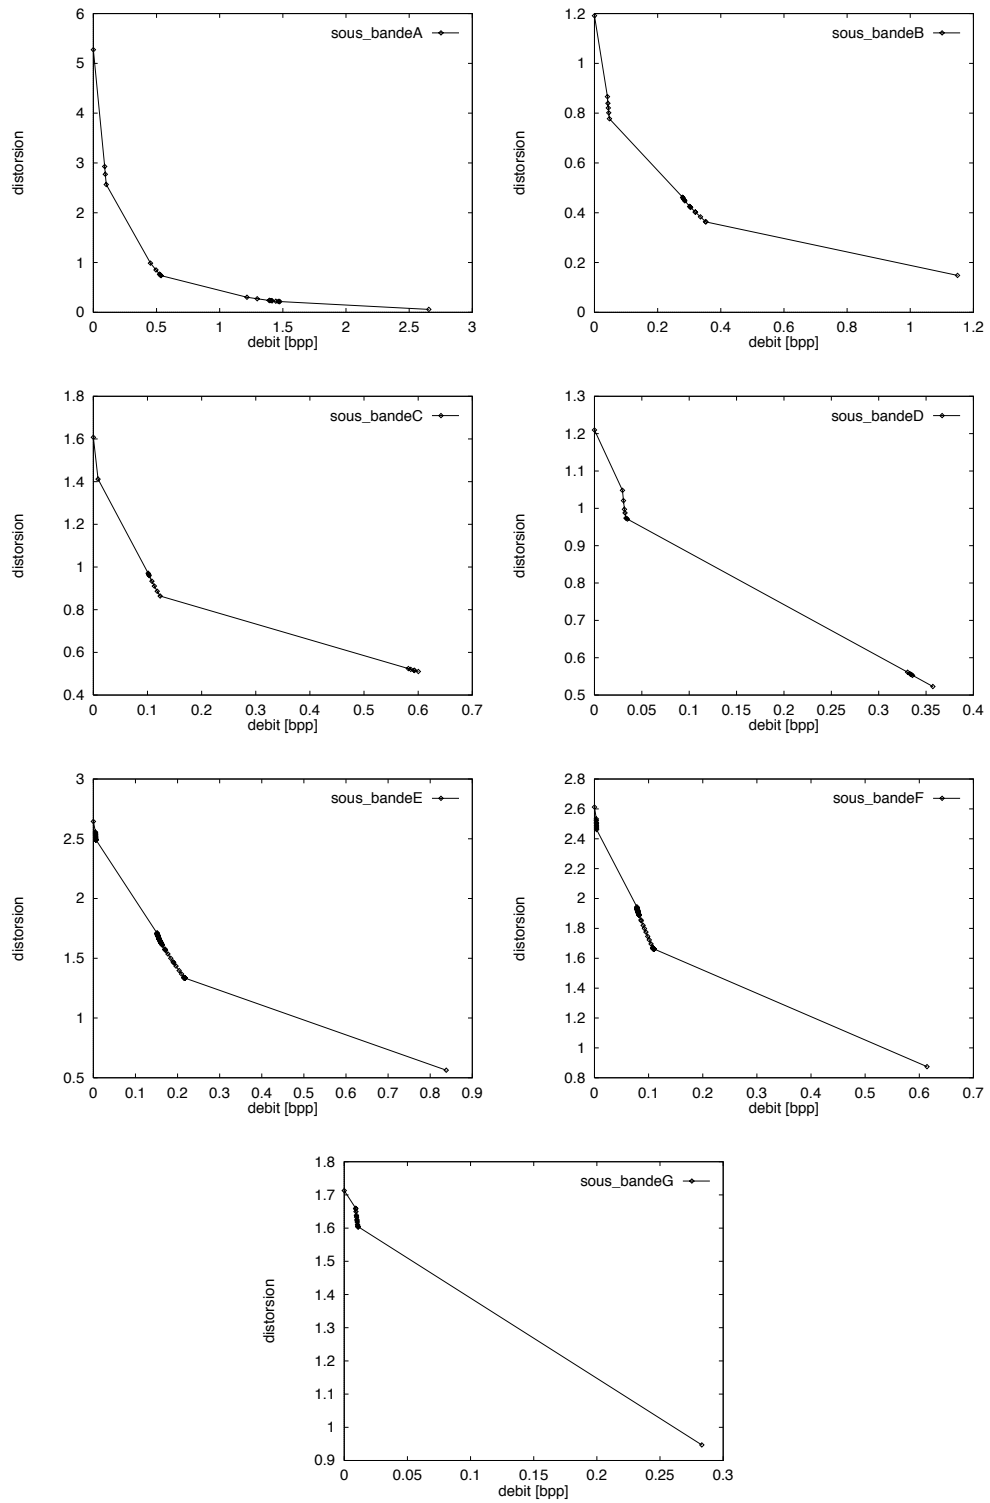 6
5
4
3
2
1
0
0 0.5 1 1.5 2 2.5 3
distorsion
debit [bpp]
sous_bandeA
1.2
1
0.8
0.6
0.4
0.2
0
0 0.2 0.4 0.6 0.8 1 1.2
distorsion
debit [bpp]
sous_bandeB
1.8
1.6
1.4
1.2
1
0.8
0.6
0.4
0 0.1 0.2 0.3 0.4 0.5 0.6 0.7
distorsion
debit [bpp]
sous_bandeC
1.3
1.2
1.1
1
0.9
0.8
0.7
0.6
0.5
0 0.05 0.1 0.15 0.2 0.25 0.3 0.35 0.4
distorsion
debit [bpp]
sous_bandeD
3
2.5
2
1.5
1
0.5
0 0.1 0.2 0.3 0.4 0.5 0.6 0.7 0.8 0.9
distorsion
debit [bpp]
sous_bandeE
2.8
2.6
2.4
2.2
2
1.8
1.6
1.4
1.2
1
0.8
0 0.1 0.2 0.3 0.4 0.5 0.6 0.7
distorsion
debit [bpp]
sous_bandeF
1.8
1.7
1.6
1.5
1.4
1.3
1.2
1.1
1
0.9
0 0.05 0.1 0.15 0.2 0.25 0.3
distorsion
debit [bpp]
sous_bandeG